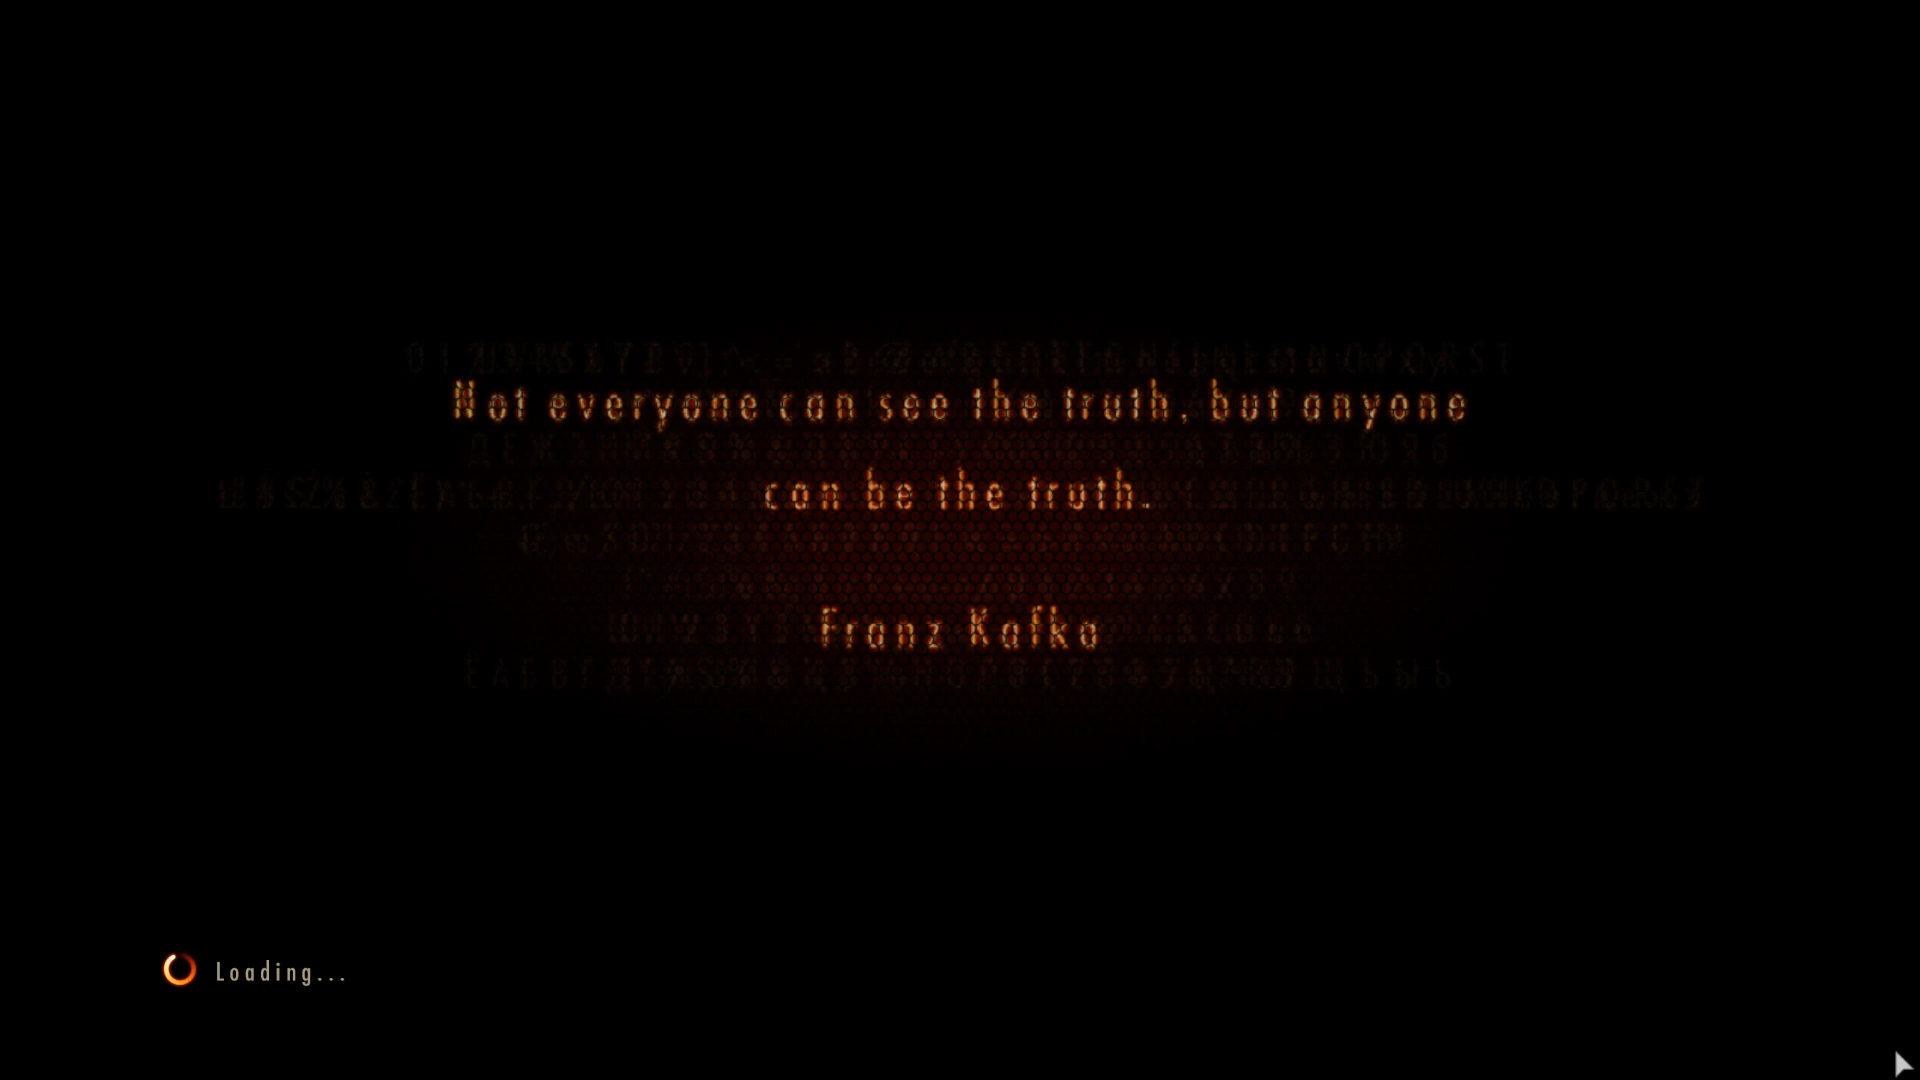 Not everyone can see the truth, but anyone
can be the truth.
Franz Kafka
Loading...